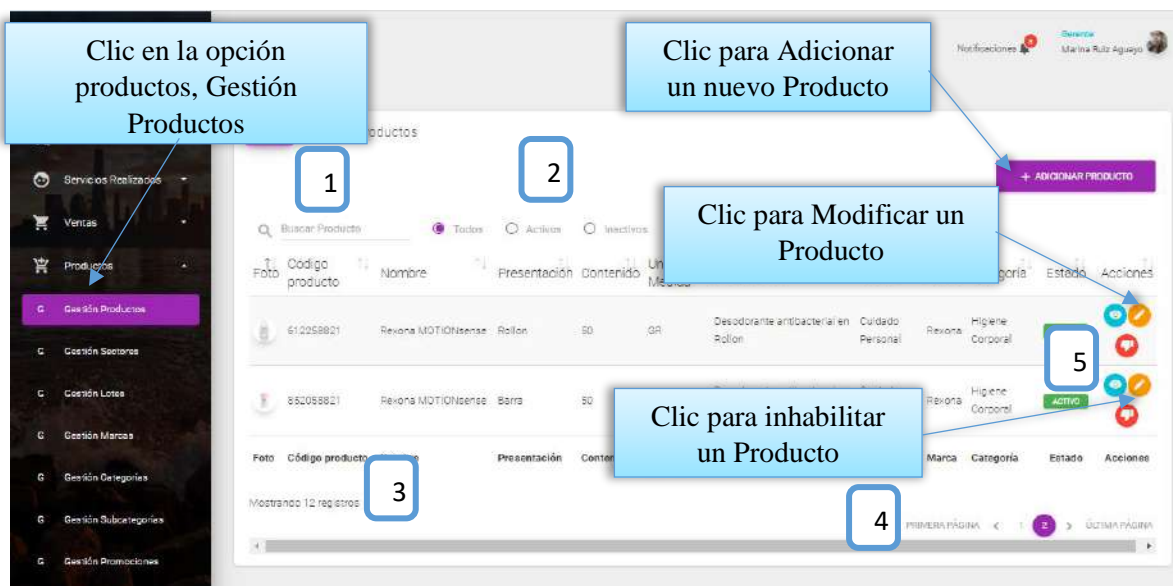 Clic en la opción
productos, Gestión
Productos
Clic para Adicionar
un nuevo Producto
Notificaciones
Gerente
Marina Ruiz Aguayo
oductos
1
2
+ ADICIONAR PRODUCTO
Servicios Realizados
Ventas
Productos
G Gestión Productos
G Gestión Sectores
G Gestión Lotes
G Gestión Marcas
G Gestión Categories
G Gestión Subcategories
G Gestión Promociones
Buscar Producto
Todos
Activos
Inactivos
Clic para Modificar un
Producto
Foto Código producto Nombre Presentación Contenido Estado Acciones
612258821 Rexona MOTIONsense Rollon 50 GR Desodorante antibacterial en Rollon Cuidado Personal Rexona Higiene Corporal
5
852058821 Rexona MOTIONsense Barra 50 Rexona Higiene Corporal ACTIVO
Clic para inhabilitar
un Producto
Foto Código producto Presentación Marca Categoría Estado Acciones
3
Mostrando 12 registros
4
PRIMERA PÁGINA < 1 2 > ÚLTIMA PÁGINA